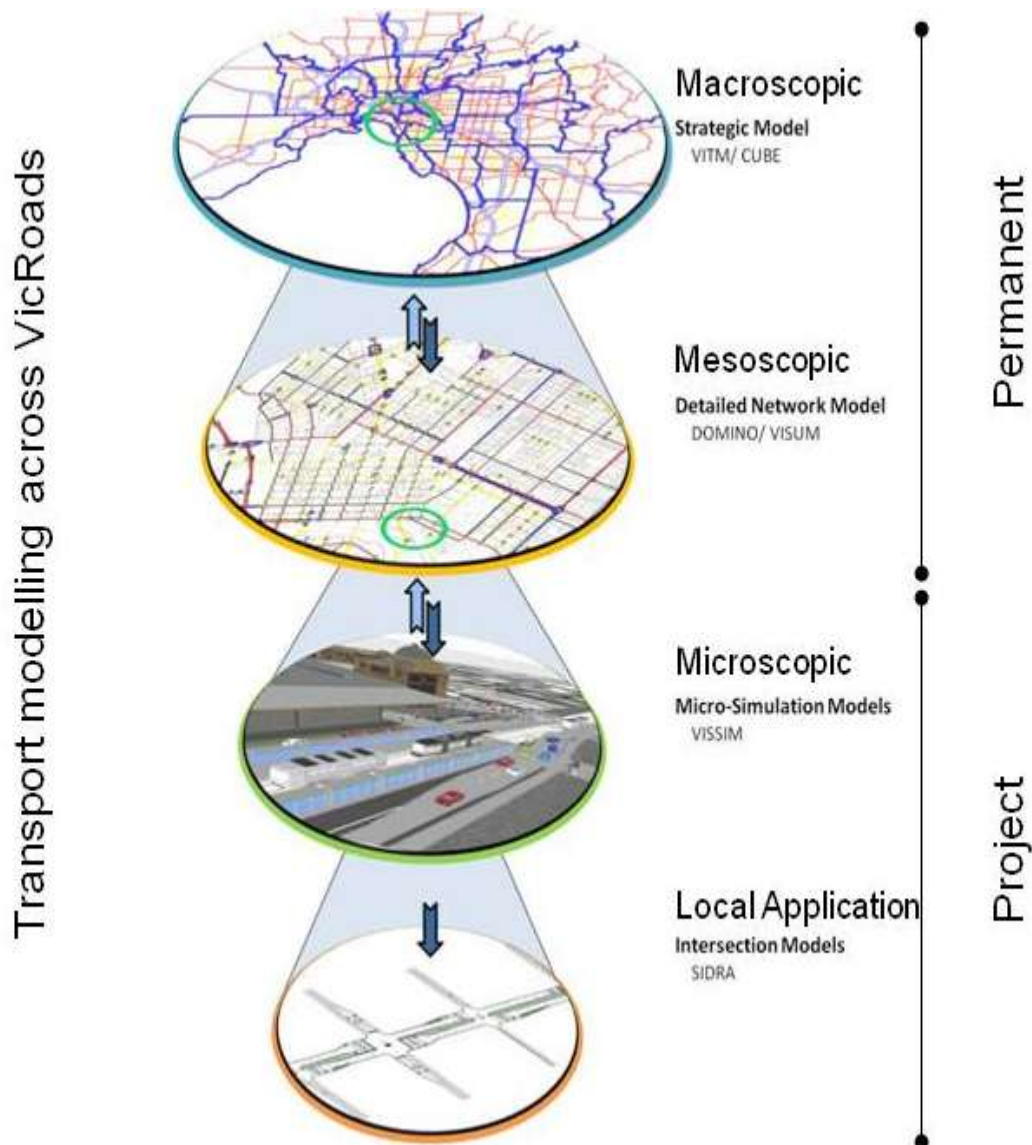 Transport modelling across VicRoads
Macroscopic
Strategic Model
VITM/ CUBE
Mesoscopic
Detailed Network Model
DOMINO/ VISUM
Permanent
Microscopic
Micro-Simulation Models
VISSIM
Local Application
Intersection Models
SIDRA
Project